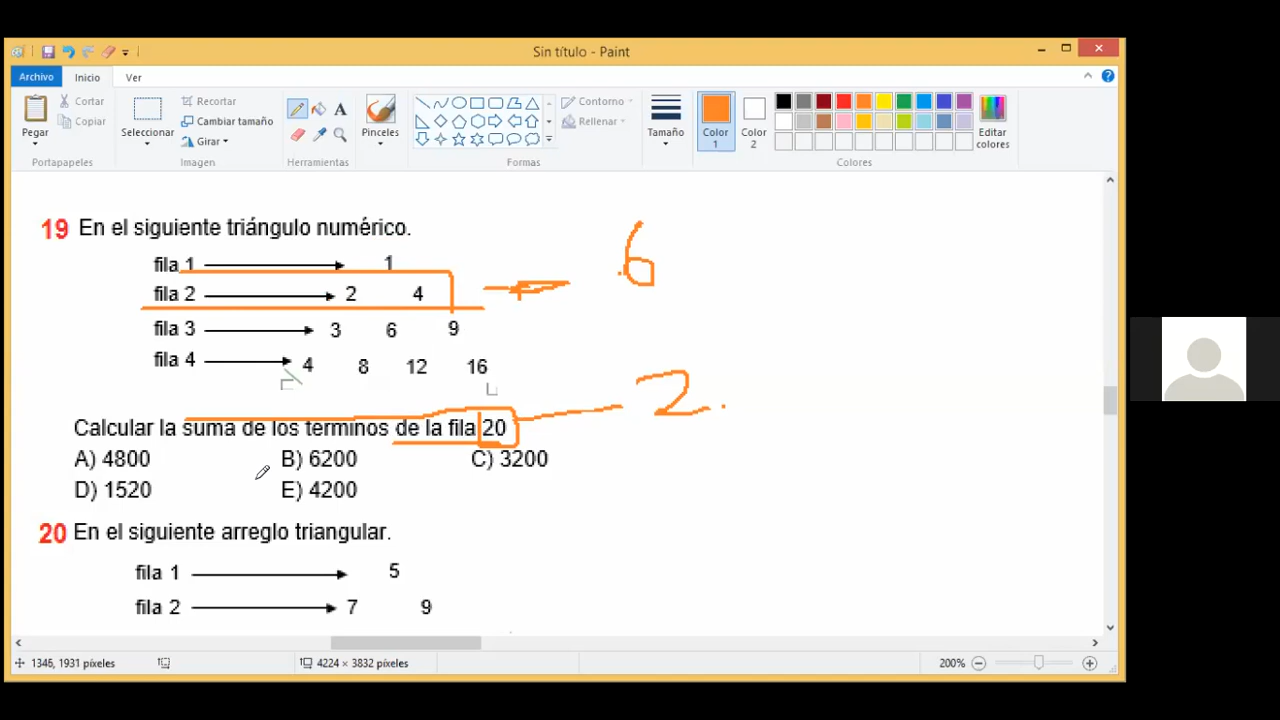 Sin título - Paint
Archivo Inicio Ver
Pegar
Cortar
Copiar
Portapapeles
Seleccionar
Recortar
Cambiar tamaño
Girar
Imagen
A
Herramientas
Pinceles
Contorno
Rellenar
Formas
Tamaño
Color 1
Color 2
Editar colores
Colores
19 En el siguiente triángulo numérico.
fila 1 1
fila 2 2 4
6
fila 3 3 6 9
fila 4 4 8 12 16
2.
Calcular la suma de los terminos de la fila 20
A) 4800 B) 6200 C) 3200
D) 1520 E) 4200
20 En el siguiente arreglo triangular.
fila 1 5
fila 2 7 9
1346, 1931 píxeles 4224 × 3832 píxeles 200%